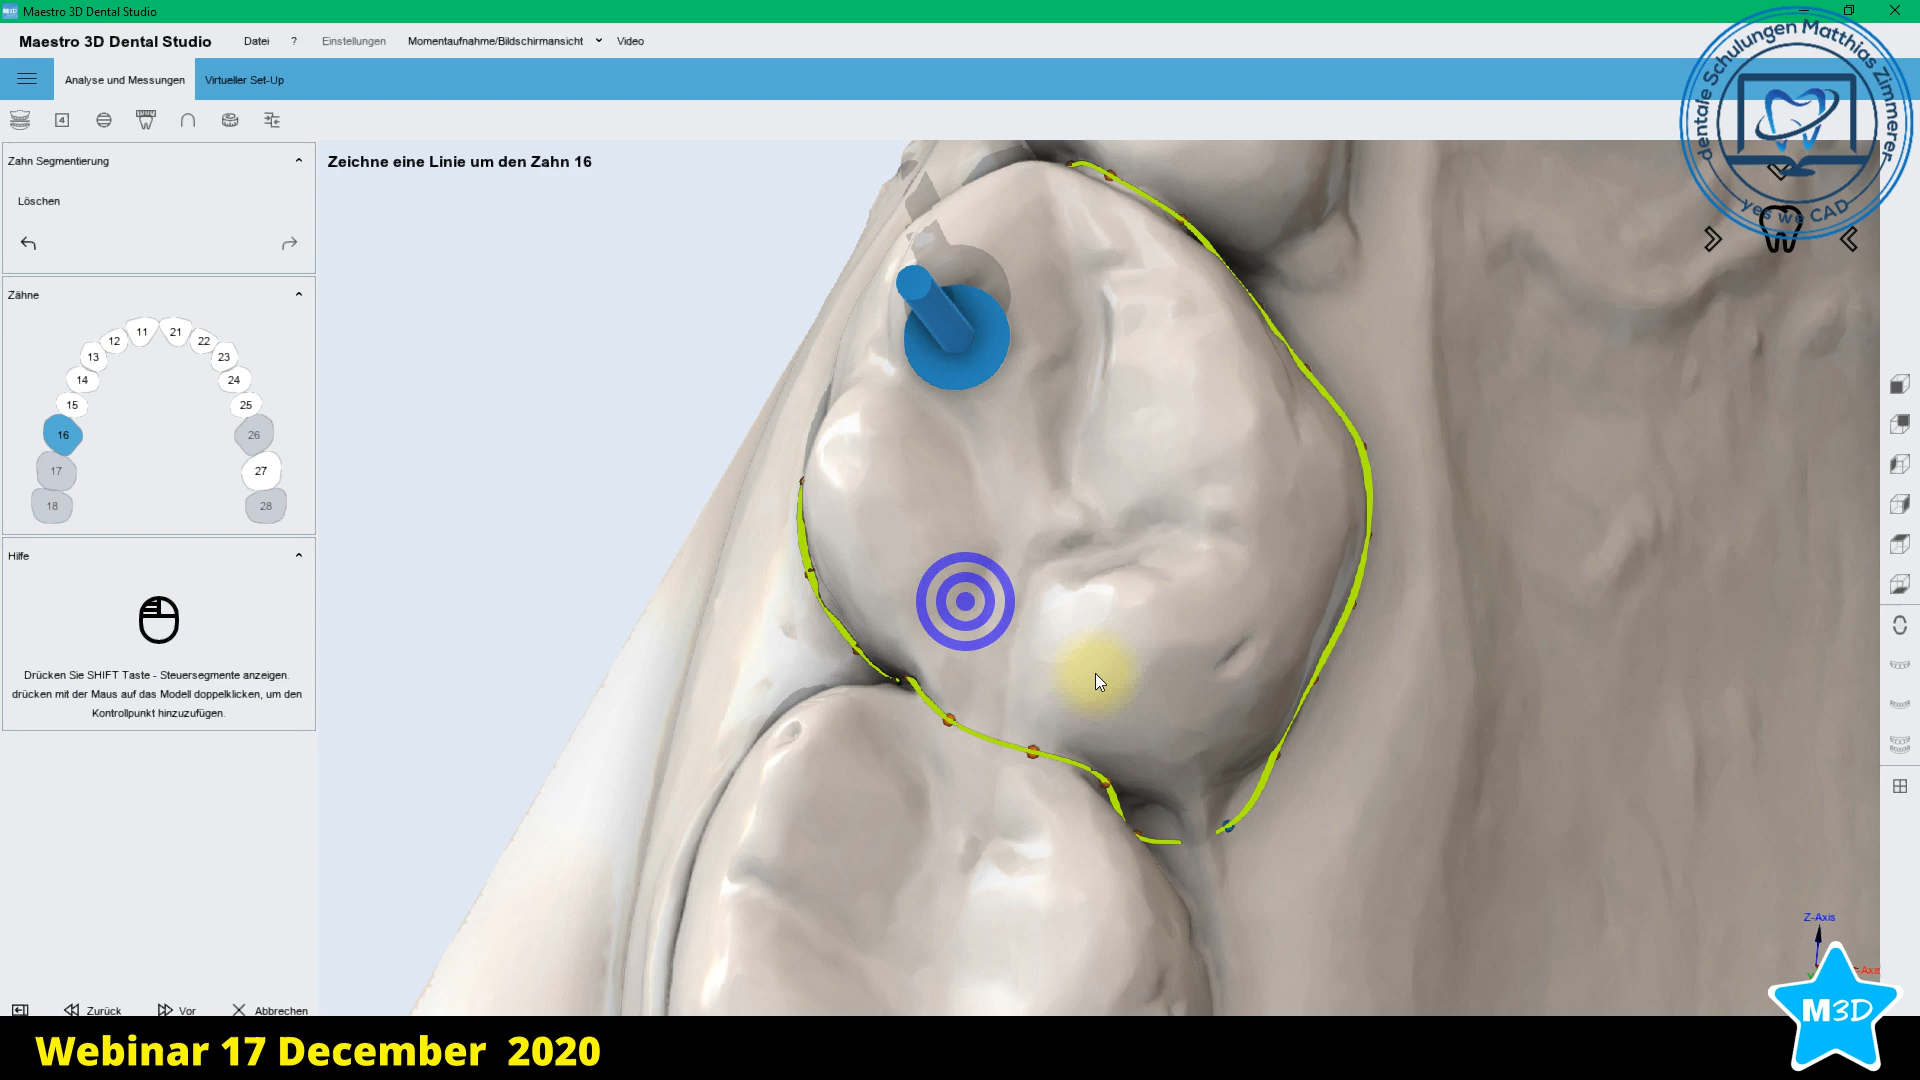 Maestro 3D Dental Studio
Maestro 3D Dental Studio
Datei
?
Einstellungen
Momentaufnahme/Bildschirmansicht
Video
Analyse und Messungen
Virtueller Set-Up
4
Zahn Segmentierung
Löschen
Zeichne eine Linie um den Zahn 16
dentale Schulungen Matthias Zimmerer
yes we CAD
Zähne
11
21
12
22
13
23
14
24
15
25
16
26
17
27
18
28
Hilfe
Drücken Sie SHIFT Taste - Steuersegmente anzeigen.
drücken mit der Maus auf das Modell doppelklicken, um den
Kontrollpunkt hinzuzufügen.
Z-Axis
-Axis
Zurück
Vor
Abbrechen
M3D
Webinar 17 December 2020